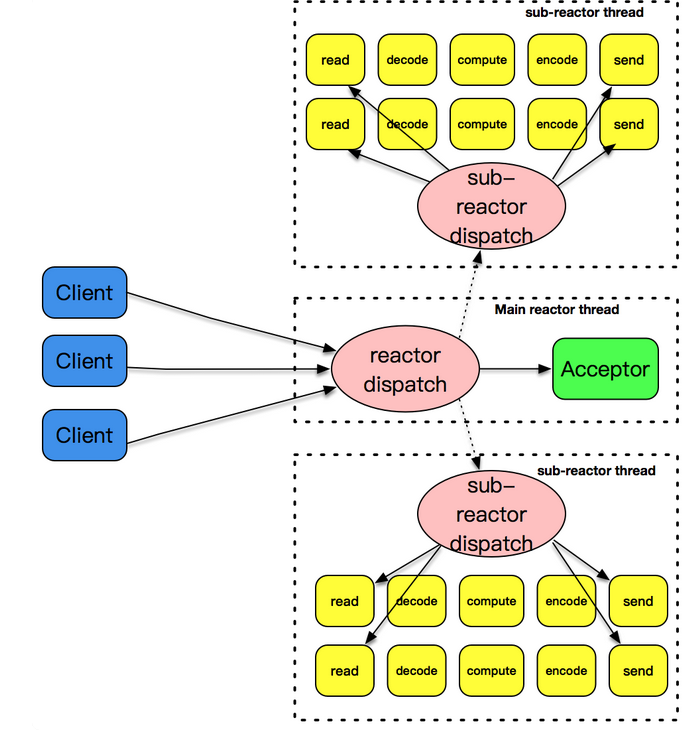 sub-reactor thread
read
decode
compute
encode
send
read
decode
compute
encode
send
sub-
reactor
dispatch
Client
Client
Client
Main reactor thread
reactor
dispatch
Acceptor
sub-reactor thread
sub-
reactor
dispatch
read
decode
compute
encode
send
read
decode
compute
encode
send